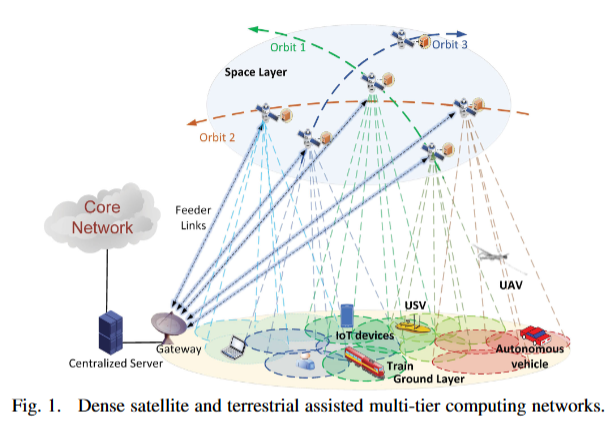 Orbit 1
Orbit 3
Space Layer
Orbit 2
Core
Network
Feeder
Links
UAV
USV
IoT devices
Gateway
Autonomous
vehicle
Centralized Server
Train
Ground Layer
Fig. 1. Dense satellite and terrestrial assisted multi-tier computing networks.